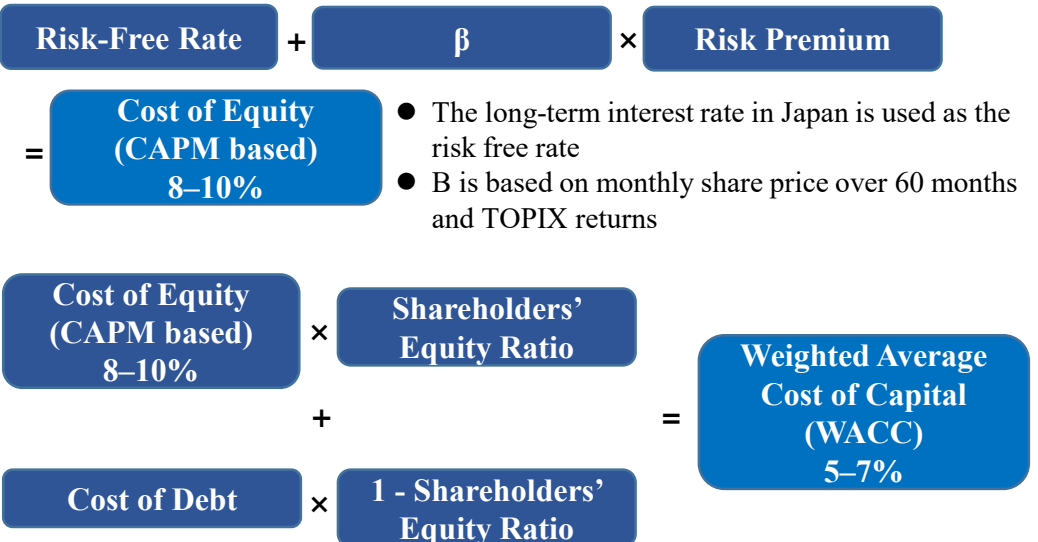 Risk-Free Rate + β × Risk Premium
= Cost of Equity
(CAPM based)
8–10%
● The long-term interest rate in Japan is used as the
risk free rate
● B is based on monthly share price over 60 months
and TOPIX returns
Cost of Equity
(CAPM based)
8–10%
×
Shareholders’
Equity Ratio
+
Cost of Debt
×
1 - Shareholders’
Equity Ratio
=
Weighted Average
Cost of Capital
(WACC)
5–7%